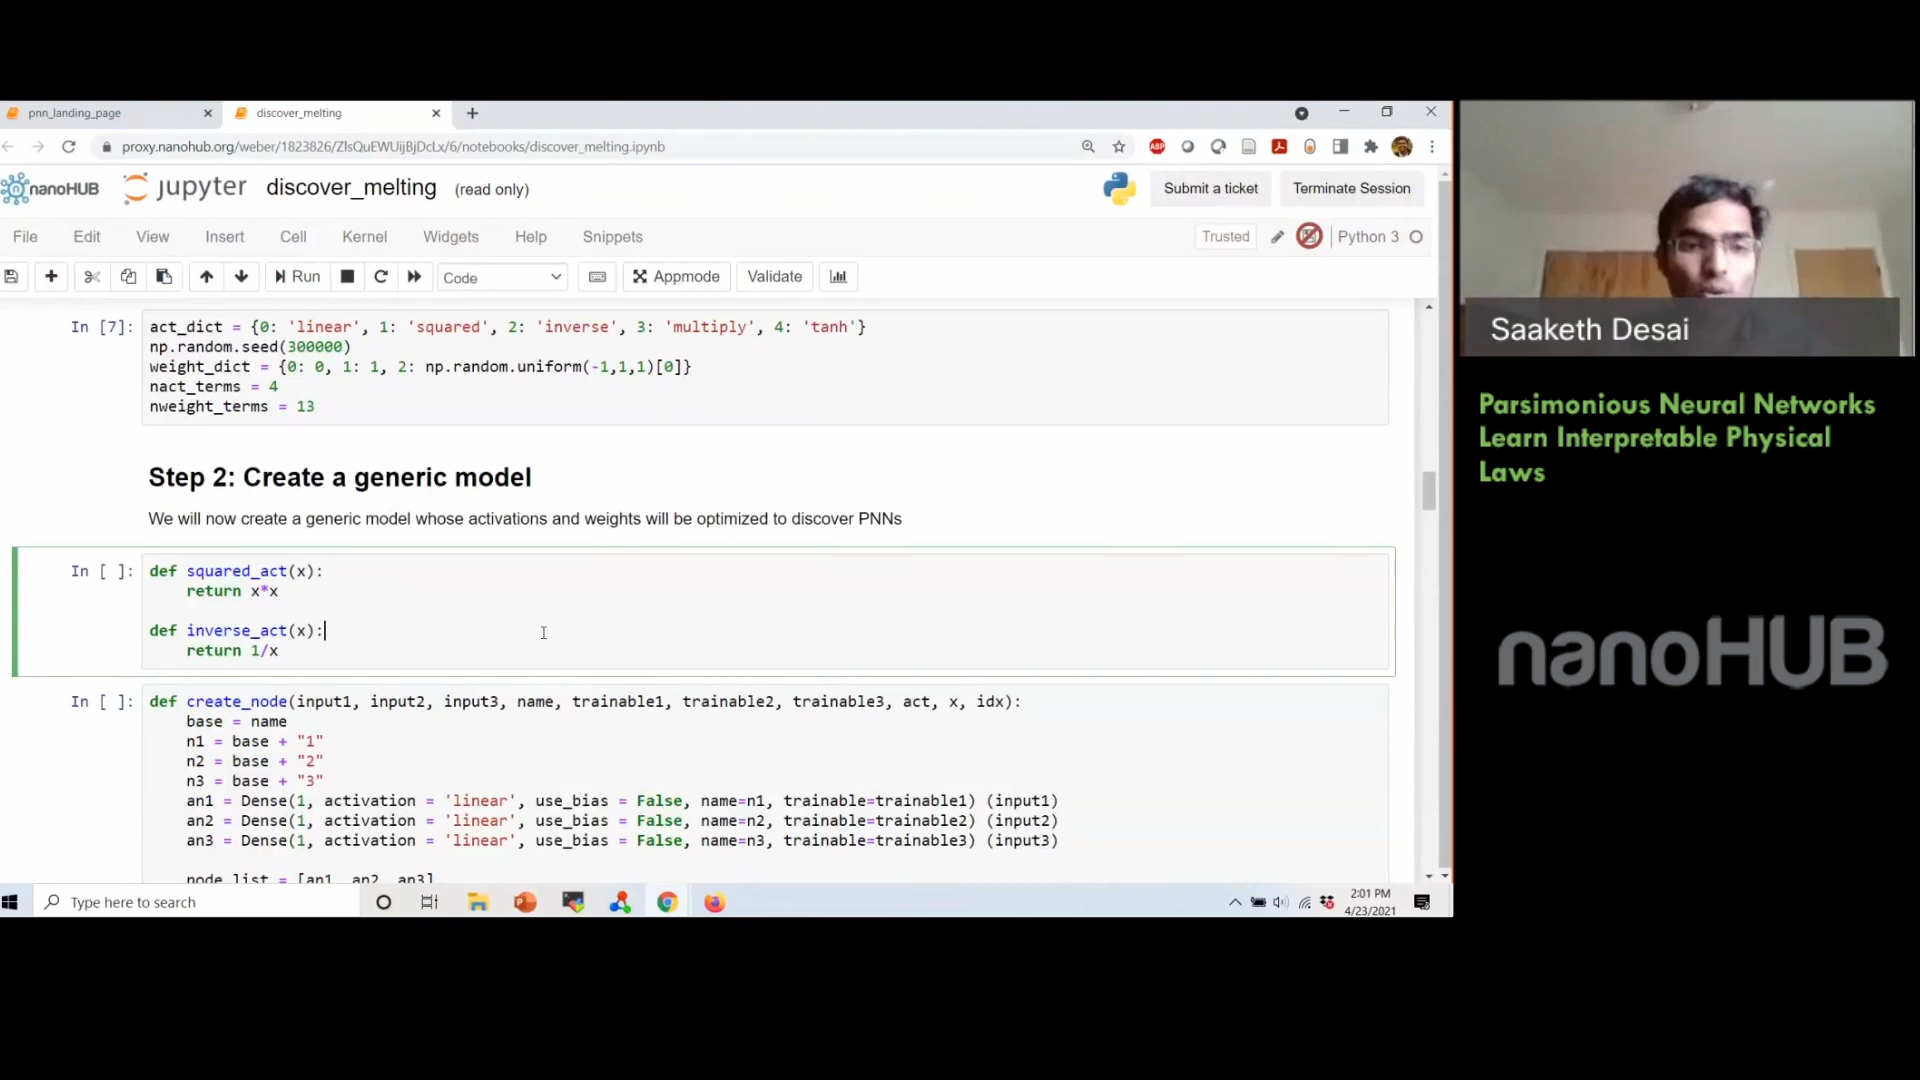 pnn_landing_page
discover_melting
proxy.nanohub.org/weber/1823826/ZlsQuEWUijBjDcLx/6/notebooks/discover_melting.ipynb
ABP
nanoHUB
jupyter
discover_melting
(read only)
Submit a ticket
Terminate Session
File
Edit
View
Insert
Cell
Kernel
Widgets
Help
Snippets
Trusted
Python 3
Run
Code
Appmode
Validate
In [7]:
act_dict = {0: 'linear', 1: 'squared', 2: 'inverse', 3: 'multiply', 4: 'tanh'}
np.random.seed(300000)
weight_dict = {0: 0, 1: 1, 2: np.random.uniform(-1,1,1)[0]}
nact_terms = 4
nweight_terms = 13
Step 2: Create a generic model
We will now create a generic model whose activations and weights will be optimized to discover PNNs
In [ ]:
def squared_act(x):
return x*x
def inverse_act(x):
return 1/x
In [ ]:
def create_node(input1, input2, input3, name, trainable1, trainable2, trainable3, act, x, idx):
base = name
n1 = base + "1"
n2 = base + "2"
n3 = base + "3"
an1 = Dense(1, activation = 'linear', use_bias = False, name=n1, trainable=trainable1) (input1)
an2 = Dense(1, activation = 'linear', use_bias = False, name=n2, trainable=trainable2) (input2)
an3 = Dense(1, activation = 'linear', use_bias = False, name=n3, trainable=trainable3) (input3)
node_list = [an1, an2, an3]
Type here to search
2:01 PM
4/23/2021
Saaketh Desai
Parsimonious Neural Networks
Learn Interpretable Physical
Laws
nanoHUB